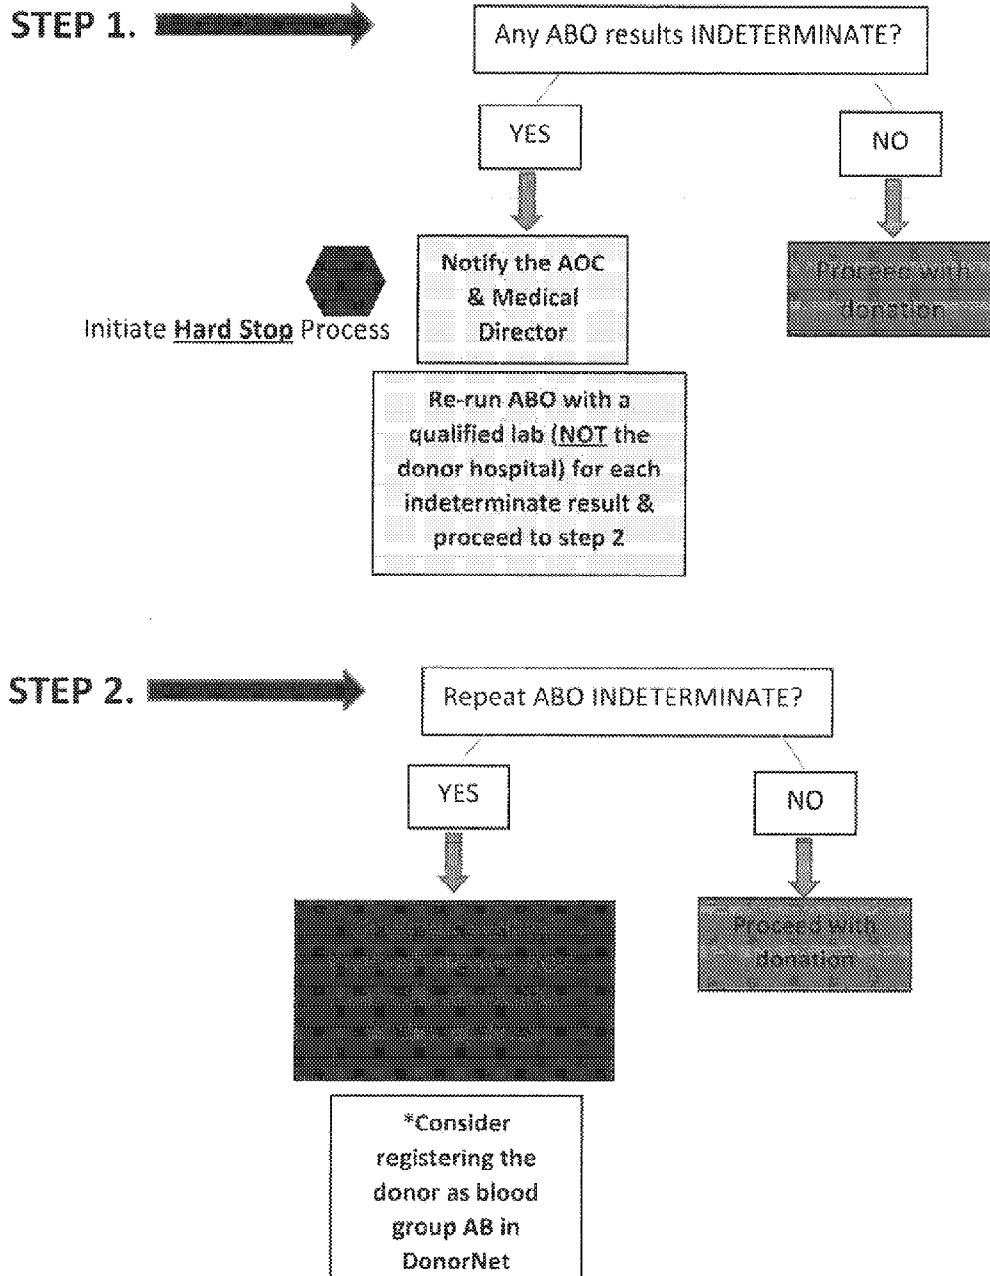 STEP 1.
Any ABO results INDETERMINATE?
YES
NO
Initiate Hard Stop Process
Notify the AOC
& Medical
Director
Proceed with
donation
Re-run ABO with a
qualified lab (NOT the
donor hospital) for each
indeterminate result &
proceed to step 2
STEP 2.
Repeat ABO INDETERMINATE?
YES
NO
Proceed with
donation
*Consider
registering the
donor as blood
group AB in
DonorNet